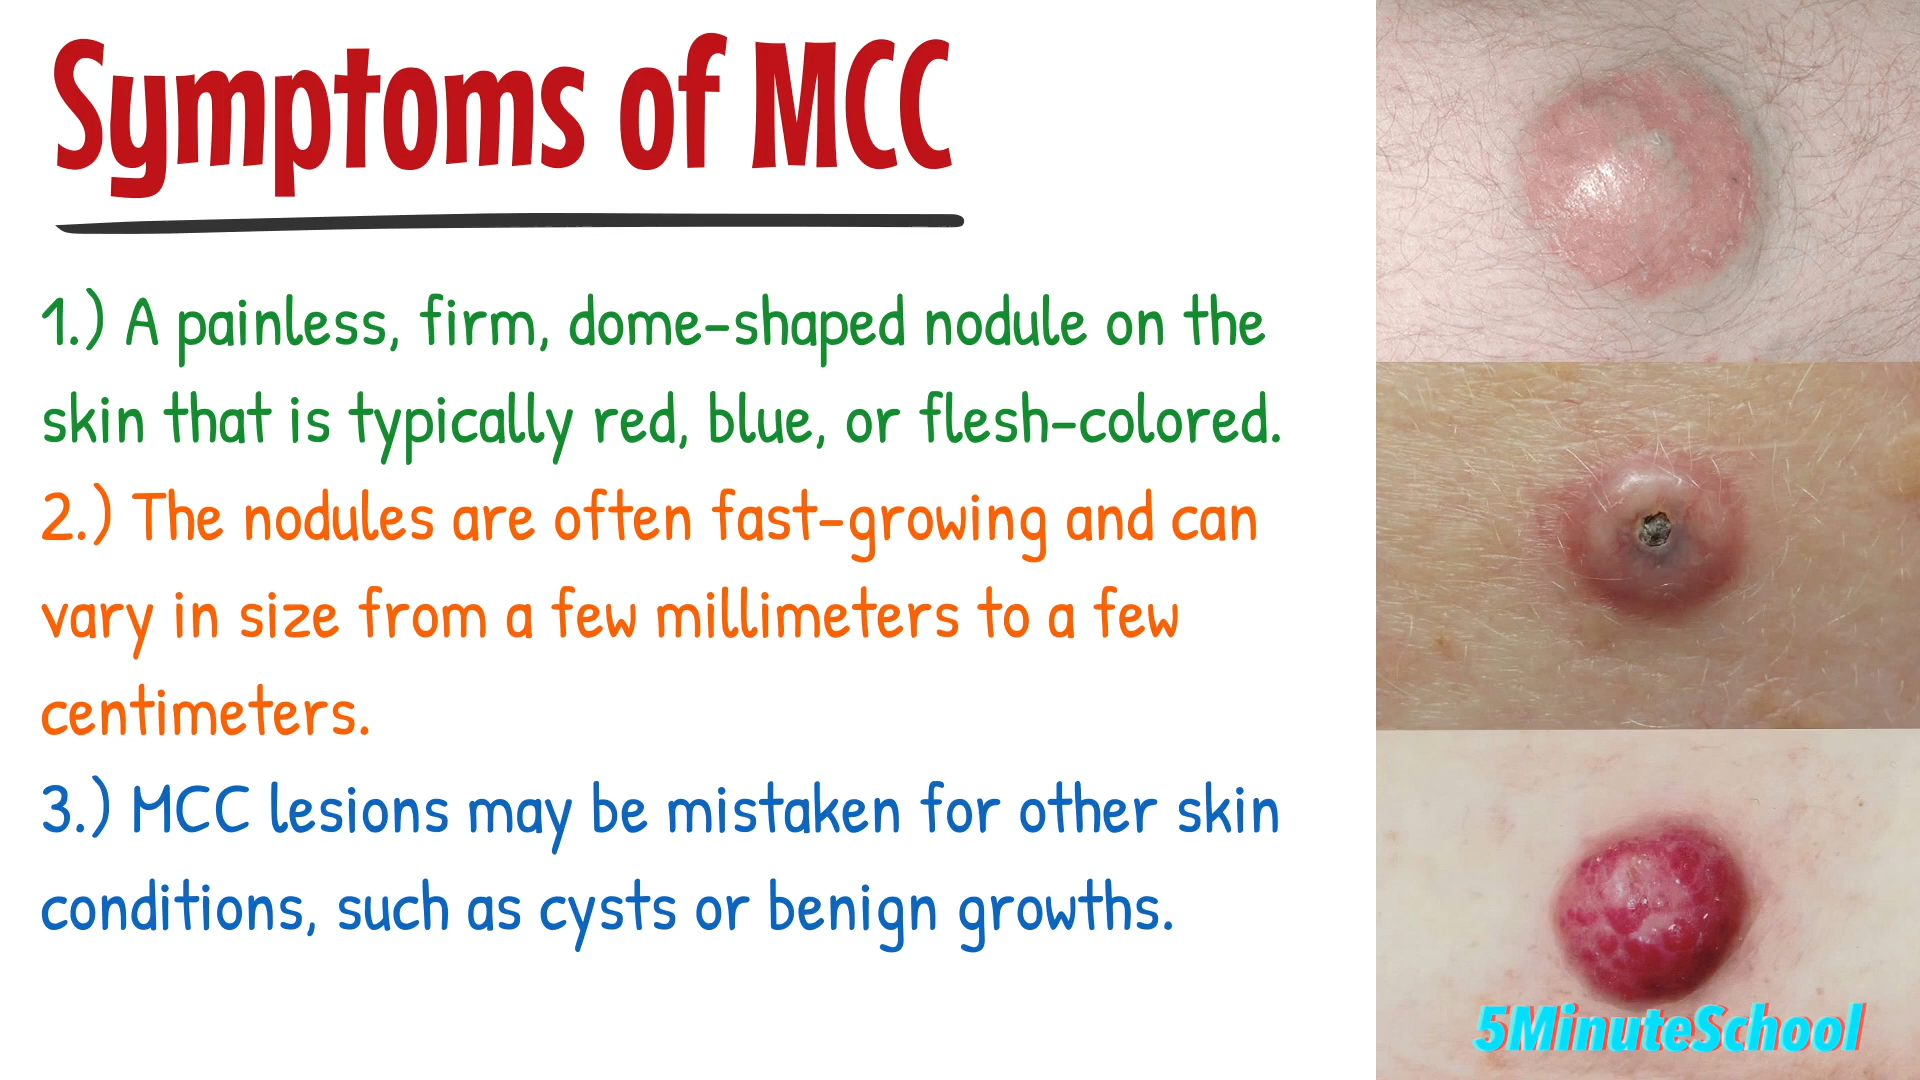 Symptoms of MCC
1.) A painless, firm, dome-shaped nodule on the
skin that is typically red, blue, or flesh-colored.
2.) The nodules are often fast-growing and can
vary in size from a few millimeters to a few
centimeters.
3.) MCC lesions may be mistaken for other skin
conditions, such as cysts or benign growths.
5MinuteSchool